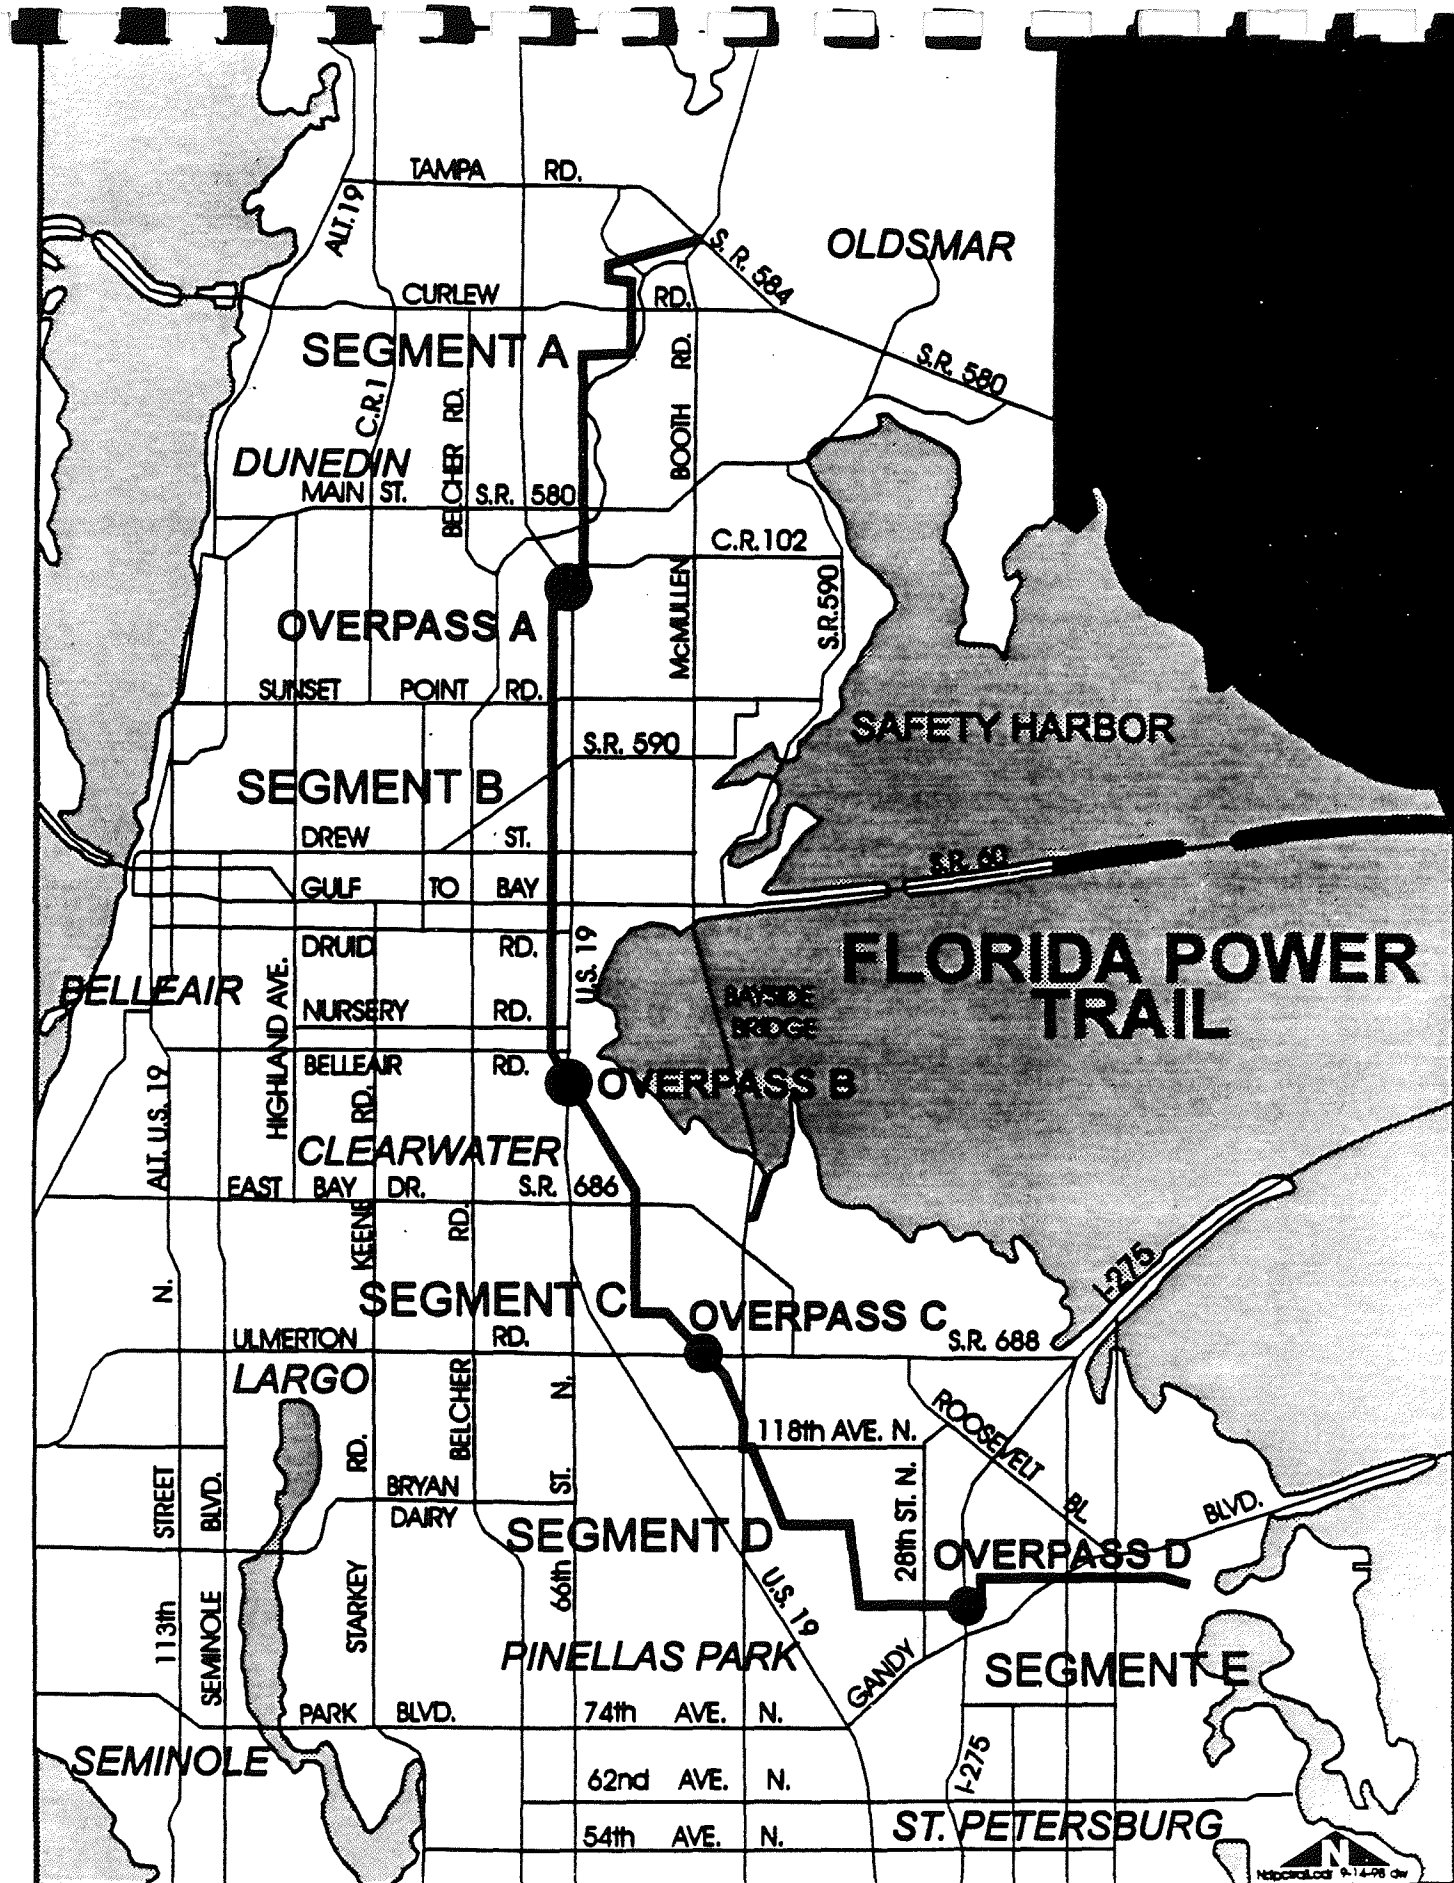 TAMPA RD.
ALT. 19
OLDSMAR
S. R. 584
CURLEW RD.
SEGMENT A
S.R. 580
C.R.1
BELCHER RD.
BOOTH RD.
McMULLEN
DUNEDIN
MAIN ST. S.R. 580
C.R.102
S.R.590
OVERPASS A
SUNSET POINT RD.
SAFETY HARBOR
S.R. 590
SEGMENT B
DREW ST.
S.R. 60
GULF TO BAY
DRUID RD.
U.S. 19
FLORIDA POWER
TRAIL
BELLEAIR
HIGHLAND AVE.
NURSERY RD.
BAYSIDE
BRIDGE
BELLEAIR RD.
OVERPASS B
ALT. U.S. 19
KEENE RD.
CLEARWATER
EAST BAY DR. S.R. 686
RD.
BELCHER
I-275
N.
SEGMENT C
OVERPASS C
ULMERTON RD.
S.R. 688
LARGO
66th ST. N.
118th AVE. N.
ROOSEVELT BL
113th STREET
SEMINOLE BLVD.
STARKEY RD.
BRYAN
DAIRY
28th ST. N.
BLVD.
SEGMENT D
OVERPASS D
U.S. 19
PINELLAS PARK
GANDY
SEGMENT E
PARK BLVD. 74th AVE. N.
SEMINOLE
62nd AVE. N.
I-275
ST. PETERSBURG
54th AVE. N.
N
9-14-98 dw